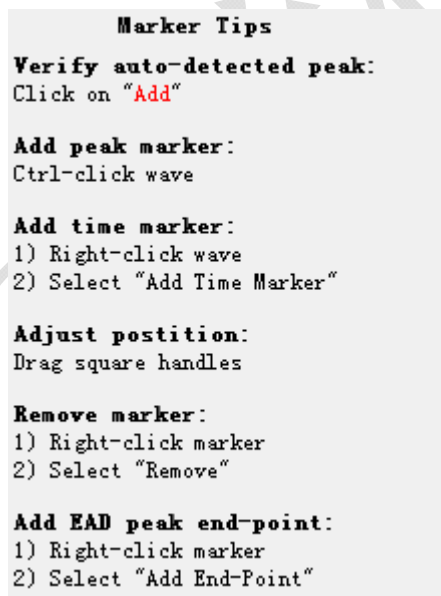 Marker Tips
Verify auto-detected peak:
Click on "Add"
Add peak marker:
Ctrl-click wave
Add time marker:
1) Right-click wave
2) Select "Add Time Marker"
Adjust postition:
Drag square handles
Remove marker:
1) Right-click marker
2) Select "Remove"
Add EAD peak end-point:
1) Right-click marker
2) Select "Add End-Point"